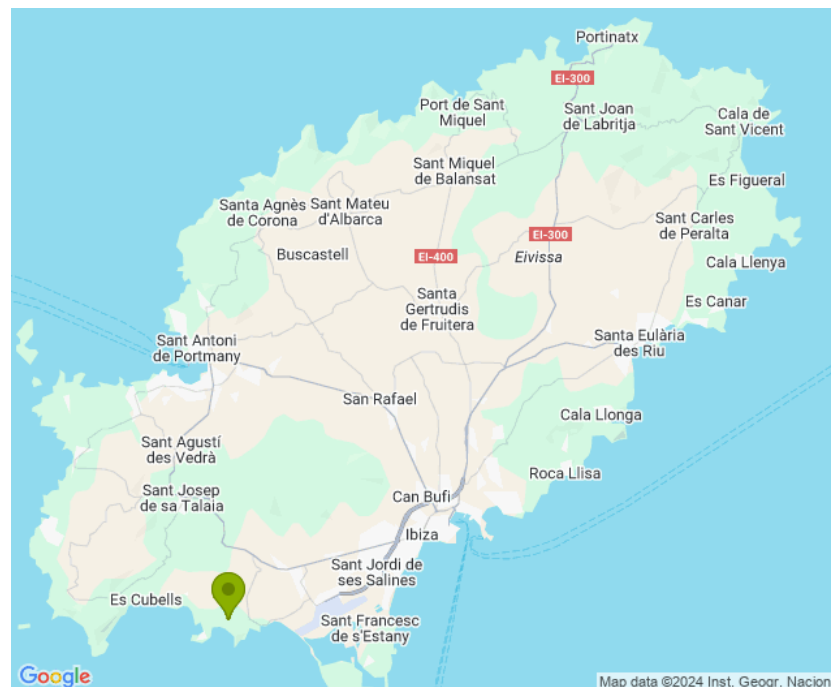 Portinatx
EI-300
Port de Sant
Miquel
Sant Joan
de Labritja
Cala de
Sant Vicent
Sant Miquel
de Balansat
Es Figueral
Santa Agnès
de Corona
Sant Mateu
d'Albarca
Sant Carles
de Peralta
EI-300
Buscastell
EI-400
Eivissa
Cala Llenya
Santa
Gertrudis
de Fruitera
Es Canar
Sant Antoni
de Portmany
Santa Eulària
des Riu
San Rafael
Cala Llonga
Sant Agustí
des Vedrà
Roca Llisa
Sant Josep
de sa Talaia
Can Bufi
Ibiza
Sant Jordi de
ses Salines
Es Cubells
Sant Francesc
de s'Estany
Google
Map data ©2024 Inst. Geogr. Nacion